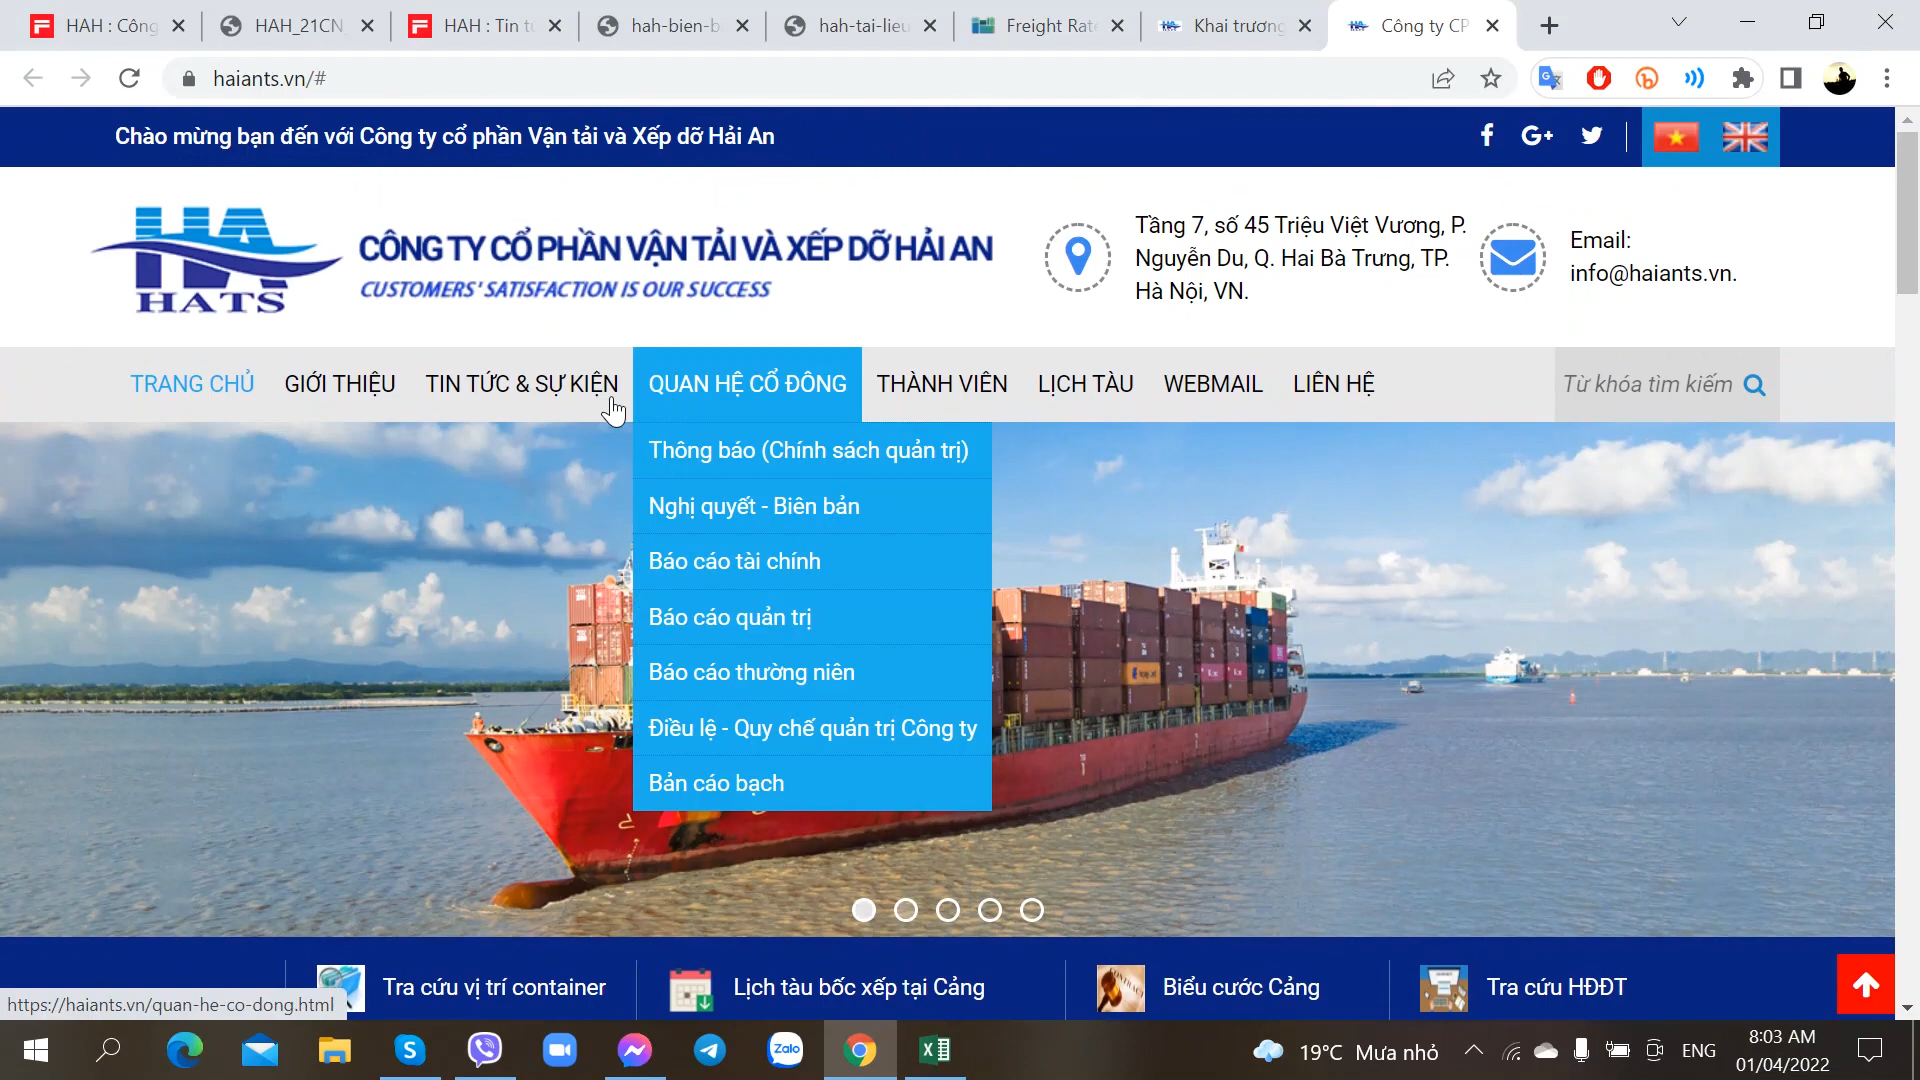 HAH : Công
HAH_21CN_
HAH : Tin tứ
hah-bien-b
hah-tai-lieu
Freight Rate
Khai trương
Công ty CP
haiants.vn/#
Chào mừng bạn đến với Công ty cổ phần Vận tải và Xếp dỡ Hải An
HA
HATS
CÔNG TY CỔ PHẦN VẬN TẢI VÀ XẾP DỠ HẢI AN
CUSTOMERS' SATISFACTION IS OUR SUCCESS
Tầng 7, số 45 Triệu Việt Vương, P.
Nguyễn Du, Q. Hai Bà Trưng, TP.
Hà Nội, VN.
Email:
info@haiants.vn.
TRANG CHỦ GIỚI THIỆU TIN TỨC & SỰ KIỆN QUAN HỆ CỔ ĐÔNG THÀNH VIÊN LỊCH TÀU WEBMAIL LIÊN HỆ
Từ khóa tìm kiếm
Thông báo (Chính sách quản trị)
Nghị quyết - Biên bản
Báo cáo tài chính
Báo cáo quản trị
Báo cáo thường niên
Điều lệ - Quy chế quản trị Công ty
Bản cáo bạch
Tra cứu vị trí container
Lịch tàu bốc xếp tại Cảng
Biểu cước Cảng
Tra cứu HĐĐT
https://haiants.vn/quan-he-co-dong.html
Zalo
19°C Mưa nhỏ
ENG
8:03 AM
01/04/2022